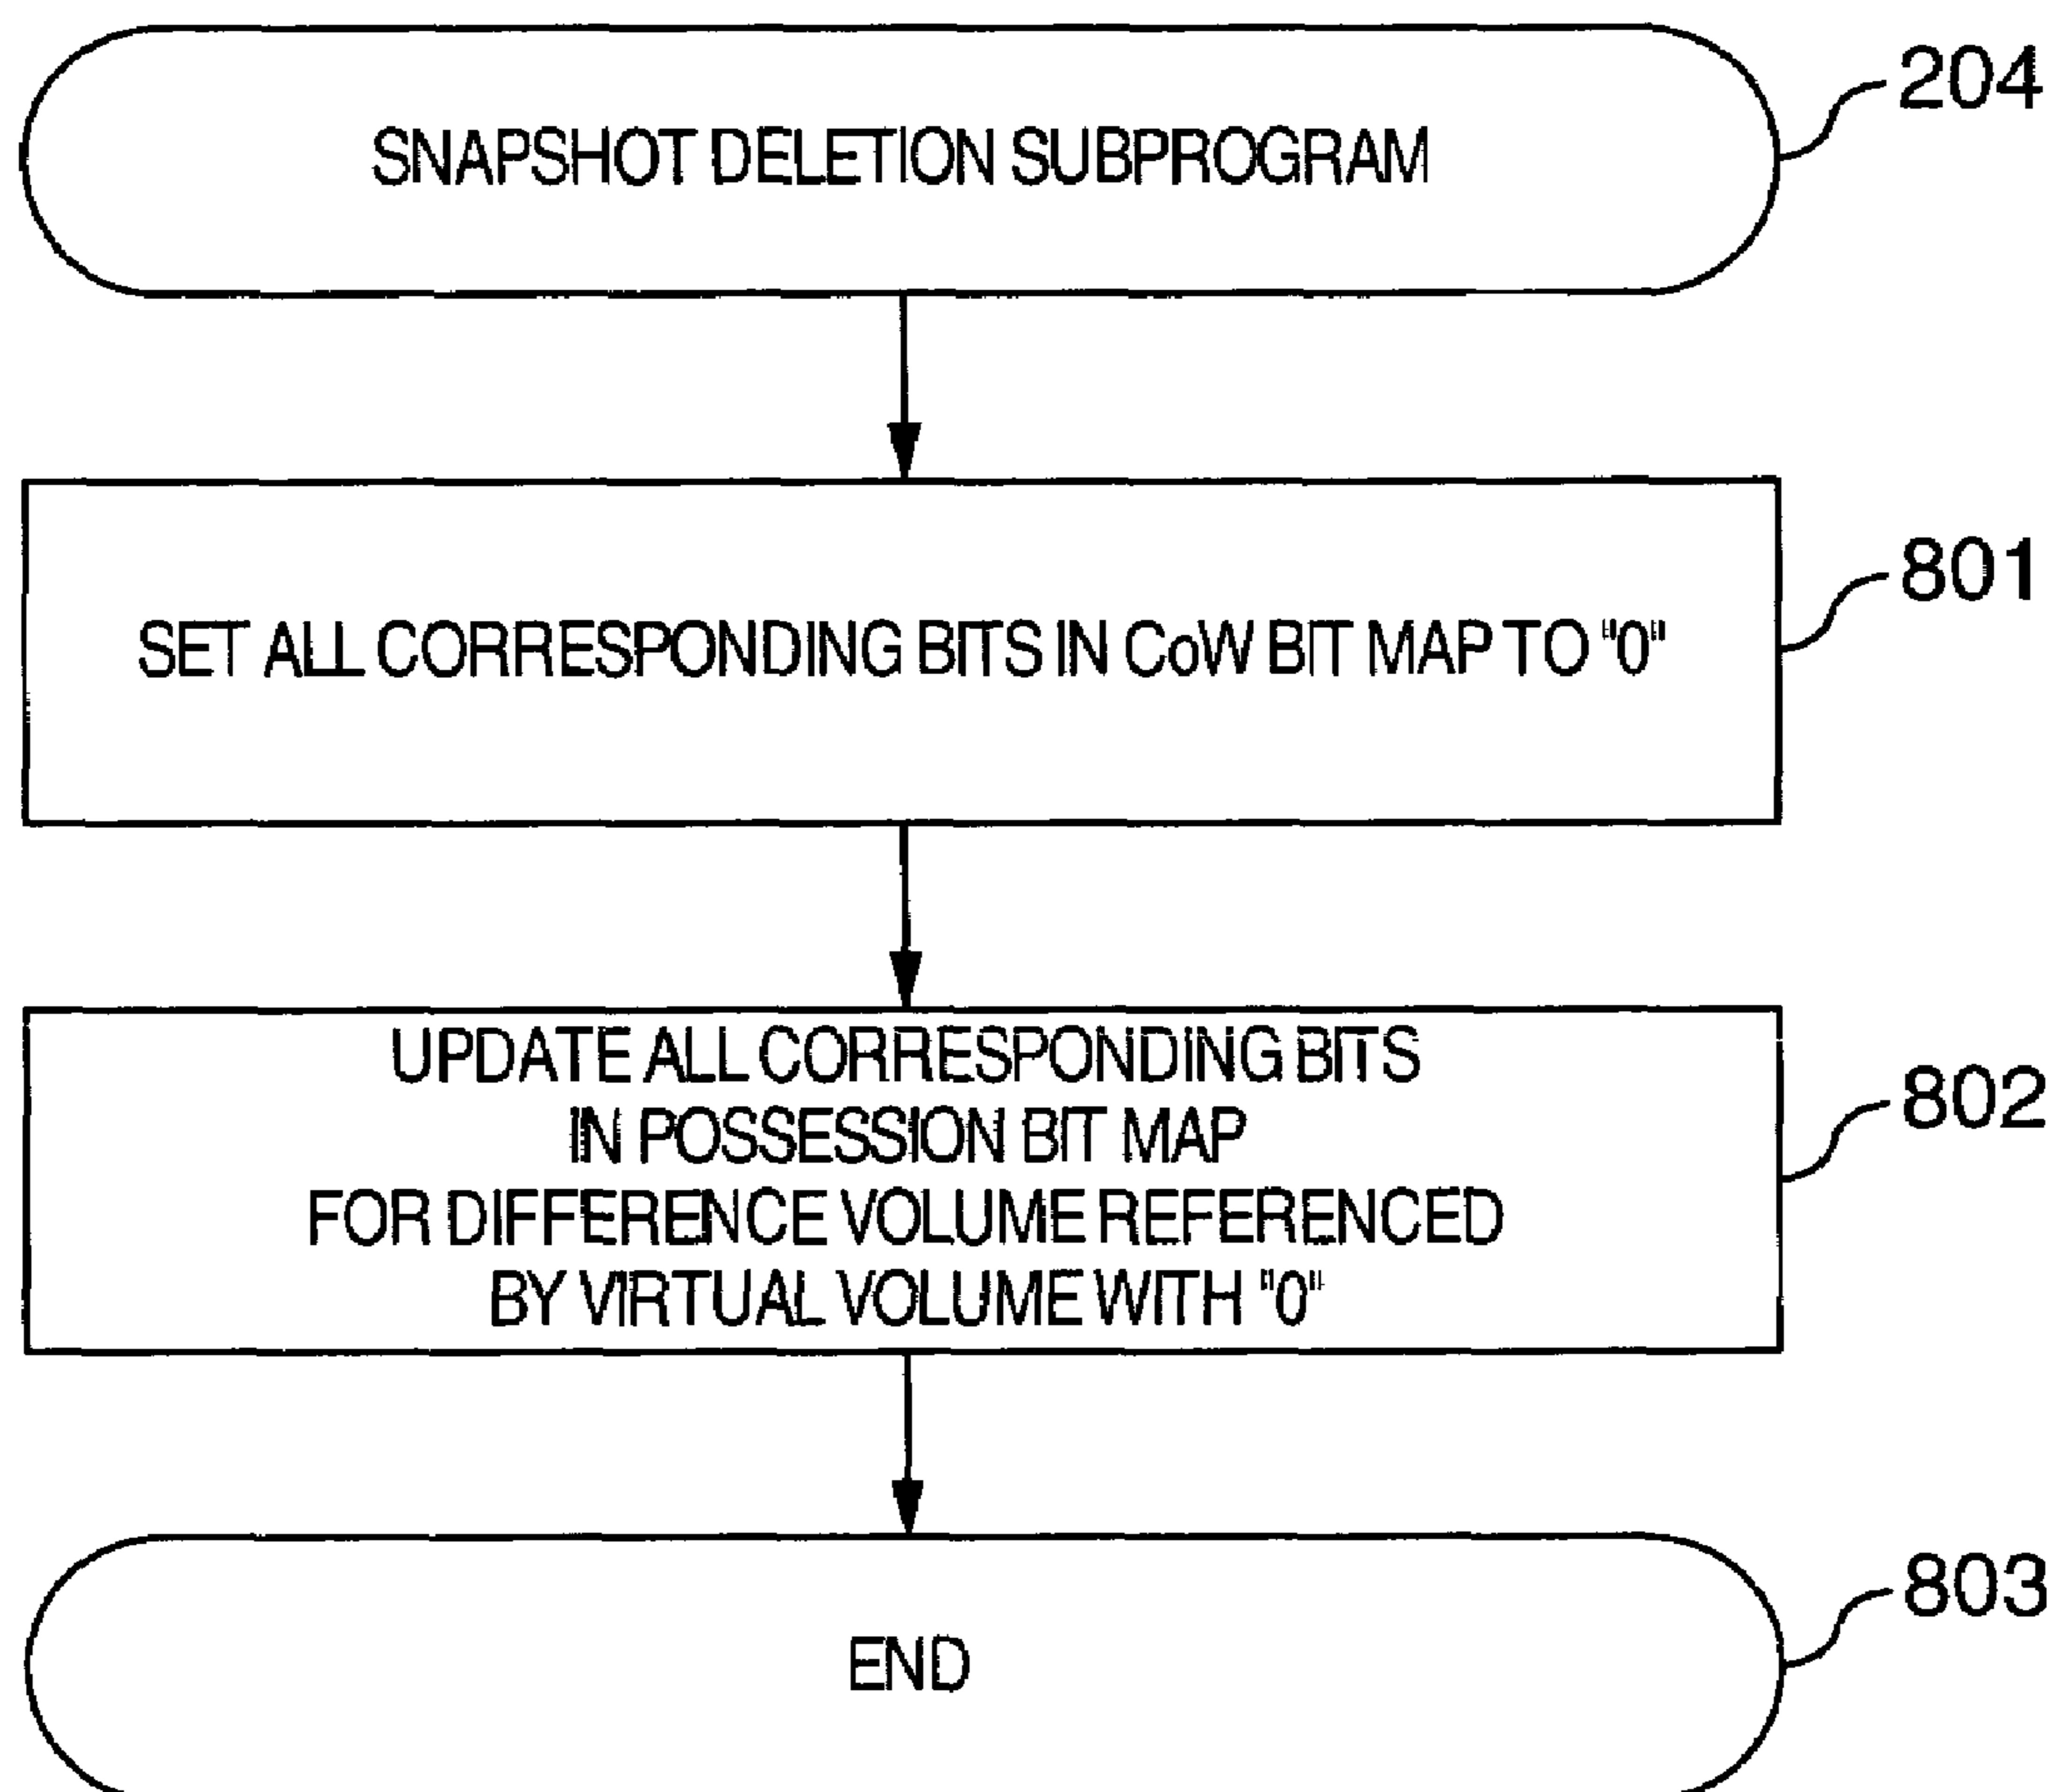 204
SNAPSHOT DELETION SUBPROGRAM
801
SET ALL CORRESPONDING BITS IN CoW BIT MAP TO "0"
802
UPDATE ALL CORRESPONDING BITS
IN POSSESSION BIT MAP
FOR DIFFERENCE VOLUME REFERENCED
BY VIRTUAL VOLUME WITH "0"
803
END